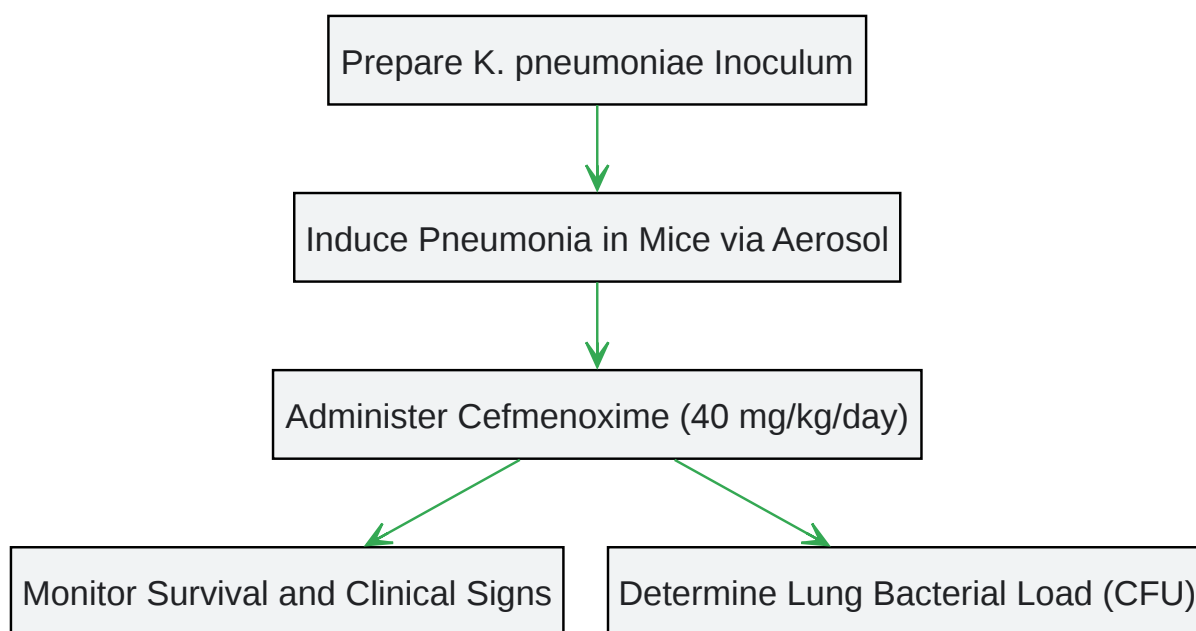 Prepare K. pneumoniae Inoculum
Induce Pneumonia in Mice via Aerosol
Administer Cefmenoxime (40 mg/kg/day)
Monitor Survival and Clinical Signs
Determine Lung Bacterial Load (CFU)